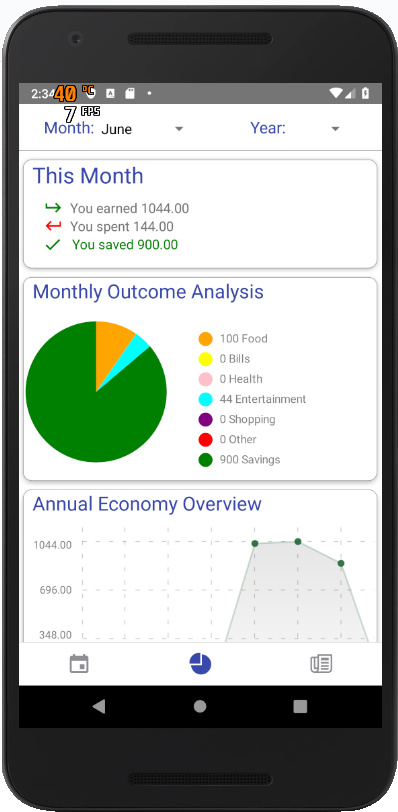 2:34 40 °C
7 FPS
Month: June Year:
This Month
You earned 1044.00
You spent 144.00
You saved 900.00
Monthly Outcome Analysis
100 Food
0 Bills
0 Health
44 Entertainment
0 Shopping
0 Other
900 Savings
Annual Economy Overview
1044.00
696.00
348.00